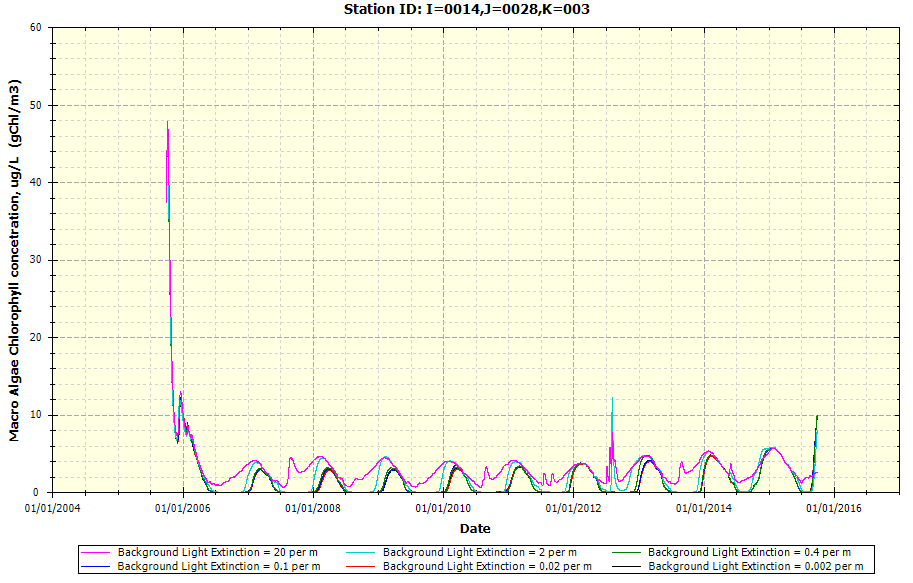 Station ID: I=0014,J=0028,K=003
Macro Algae Chlorophyll concetration, ug/L (gChl/m3)
60
50
40
30
20
10
0
01/01/2004 01/01/2006 01/01/2008 01/01/2010 01/01/2012 01/01/2014 01/01/2016
Date
Background Light Extinction = 20 per m Background Light Extinction = 2 per m Background Light Extinction = 0.4 per m
Background Light Extinction = 0.1 per m Background Light Extinction = 0.02 per m Background Light Extinction = 0.002 per m